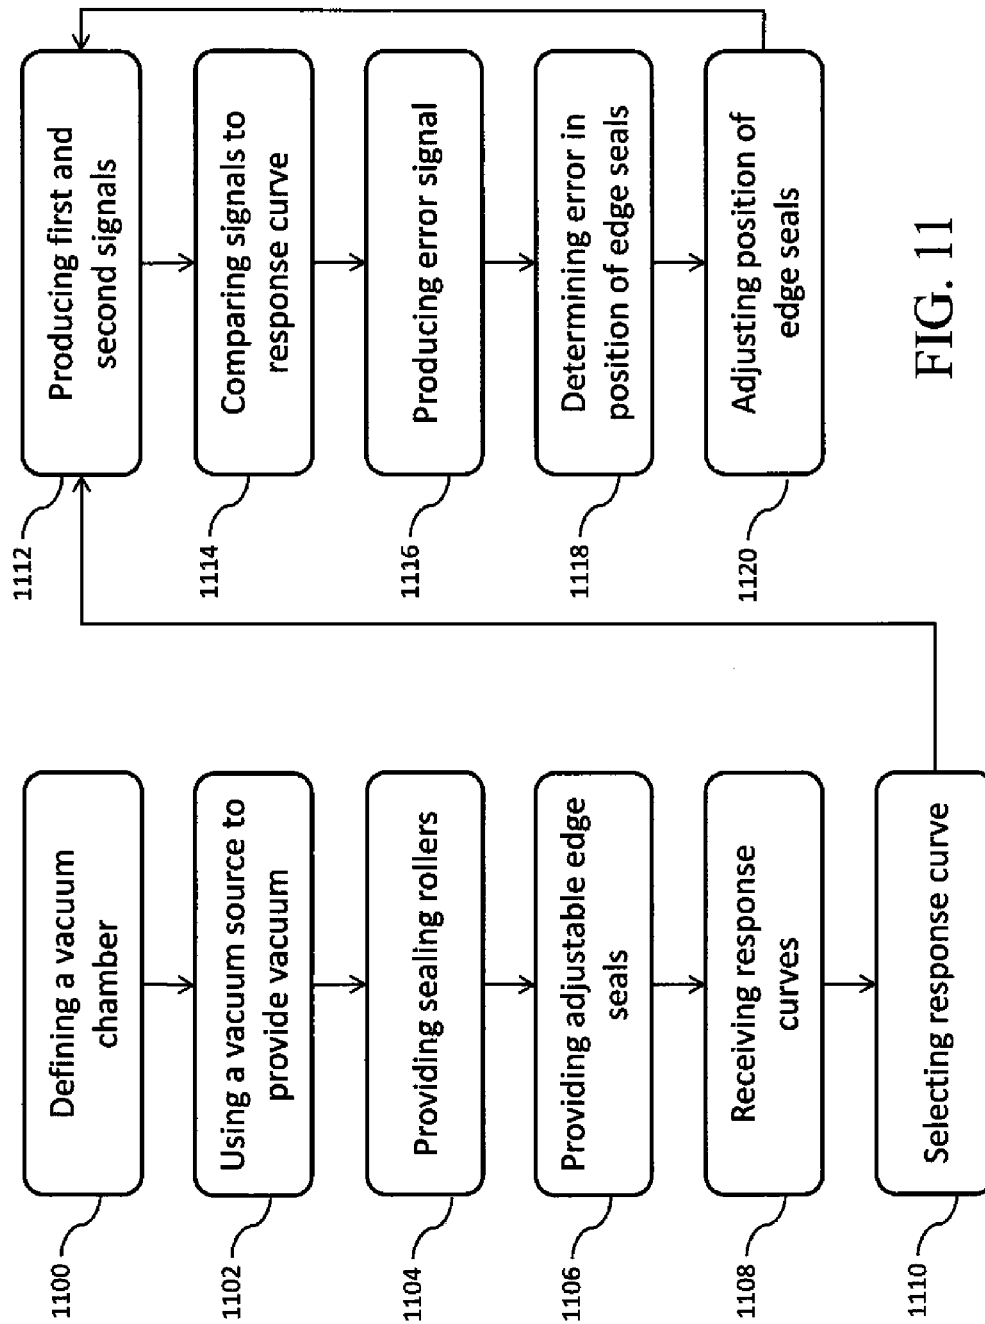 1100
Defining a vacuum
chamber
1102
Using a vacuum source to
provide vacuum
1104
Providing sealing rollers
1106
Providing adjustable edge
seals
1108
Receiving response
curves
1110
Selecting response curve
1112
Producing first and
second signals
1114
Comparing signals to
response curve
1116
Producing error signal
1118
Determining error in
position of edge seals
1120
Adjusting position of
edge seals
FIG. 11